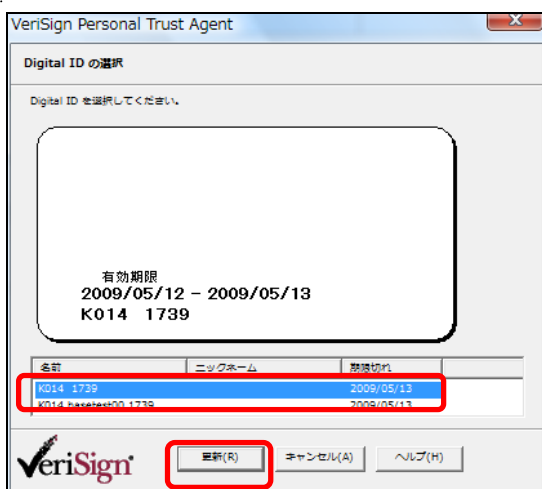 VeriSign Personal Trust Agent
Digital ID の選択
Digital ID を選択してください。
有効期限
2009/05/12 - 2009/05/13
K014 1739
名前 ニックネーム 期限切れ
K014 1739 2009/05/13
K014 basetest00 1739 2009/05/13
VeriSign 更新(R) キャンセル(A) ヘルプ(H)